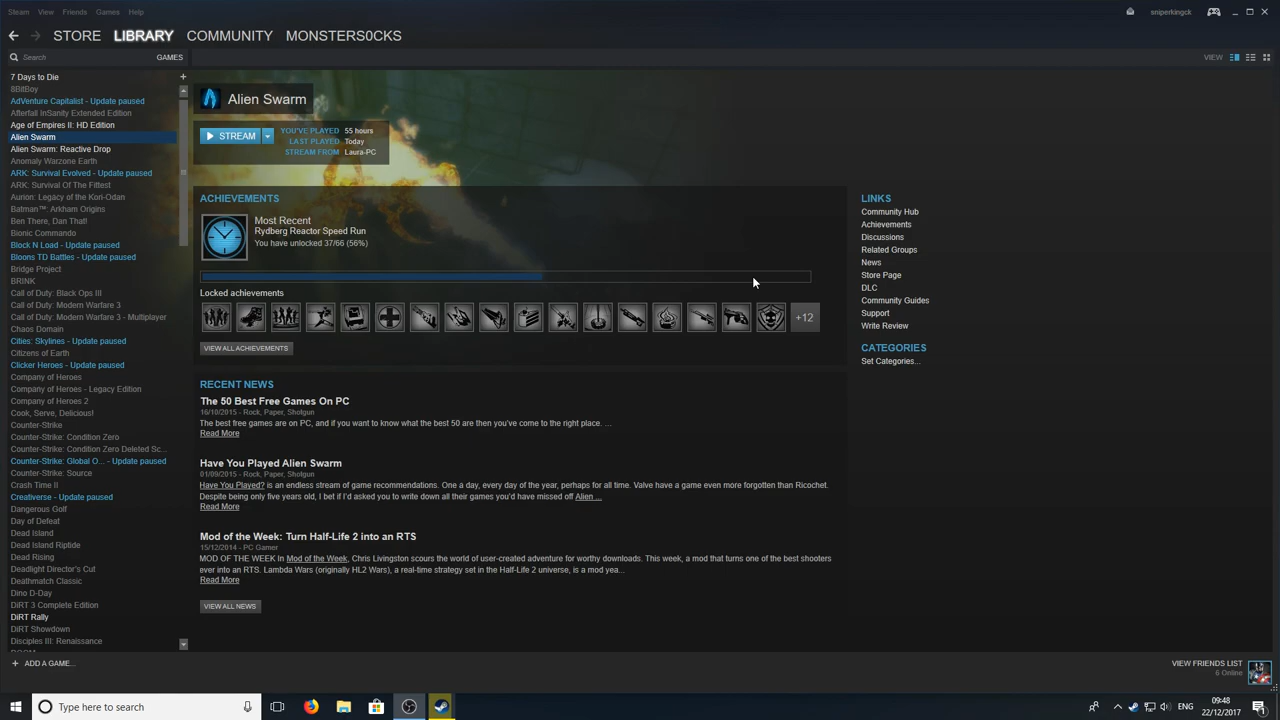 Steam View Friends Games Help
sniperkingck
STORE LIBRARY COMMUNITY MONSTERS0CKS
Search GAMES
VIEW
7 Days to Die
8BitBoy
AdVenture Capitalist - Update paused
Afterfall InSanity Extended Edition
Age of Empires II: HD Edition
Alien Swarm
Alien Swarm: Reactive Drop
Anomaly Warzone Earth
ARK: Survival Evolved - Update paused
ARK: Survival Of The Fittest
Aurion: Legacy of the Kori-Odan
Batman™: Arkham Origins
Ben There, Dan That!
Bionic Commando
Block N Load - Update paused
Bloons TD Battles - Update paused
Bridge Project
BRINK
Call of Duty: Black Ops III
Call of Duty: Modern Warfare 3
Call of Duty: Modern Warfare 3 - Multiplayer
Chaos Domain
Cities: Skylines - Update paused
Citizens of Earth
Clicker Heroes - Update paused
Company of Heroes
Company of Heroes - Legacy Edition
Company of Heroes 2
Cook, Serve, Delicious!
Counter-Strike
Counter-Strike: Condition Zero
Counter-Strike: Condition Zero Deleted Sc...
Counter-Strike: Global O... - Update paused
Counter-Strike: Source
Crash Time II
Creativerse - Update paused
Dangerous Golf
Day of Defeat
Dead Island
Dead Island Riptide
Dead Rising
Deadlight Director's Cut
Deathmatch Classic
Dino D-Day
DiRT 3 Complete Edition
DiRT Rally
DiRT Showdown
Disciples III: Renaissance
DOOM
+ ADD A GAME...
Alien Swarm
STREAM
YOU'VE PLAYED 55 hours
LAST PLAYED Today
STREAM FROM Laura-PC
ACHIEVEMENTS
Most Recent
Rydberg Reactor Speed Run
You have unlocked 37/66 (56%)
Locked achievements
+12
VIEW ALL ACHIEVEMENTS
RECENT NEWS
The 50 Best Free Games On PC
16/10/2015 - Rock, Paper, Shotgun
The best free games are on PC, and if you want to know what the best 50 are then you've come to the right place. ...
Read More
Have You Played Alien Swarm
01/09/2015 - Rock, Paper, Shotgun
Have You Played? is an endless stream of game recommendations. One a day, every day of the year, perhaps for all time. Valve have a game even more forgotten than Ricochet.
Despite being only five years old, I bet if I'd asked you to write down all their games you'd have missed off Alien ...
Read More
Mod of the Week: Turn Half-Life 2 into an RTS
15/12/2014 - PC Gamer
MOD OF THE WEEK In Mod of the Week, Chris Livingston scours the world of user-created adventure for worthy downloads. This week, a mod that turns one of the best shooters
ever into an RTS. Lambda Wars (originally HL2 Wars), a real-time strategy set in the Half-Life 2 universe, is a mod yea...
Read More
VIEW ALL NEWS
LINKS
Community Hub
Achievements
Discussions
Related Groups
News
Store Page
DLC
Community Guides
Support
Write Review
CATEGORIES
Set Categories...
VIEW FRIENDS LIST
6 Online
Type here to search
ENG
09:48
22/12/2017